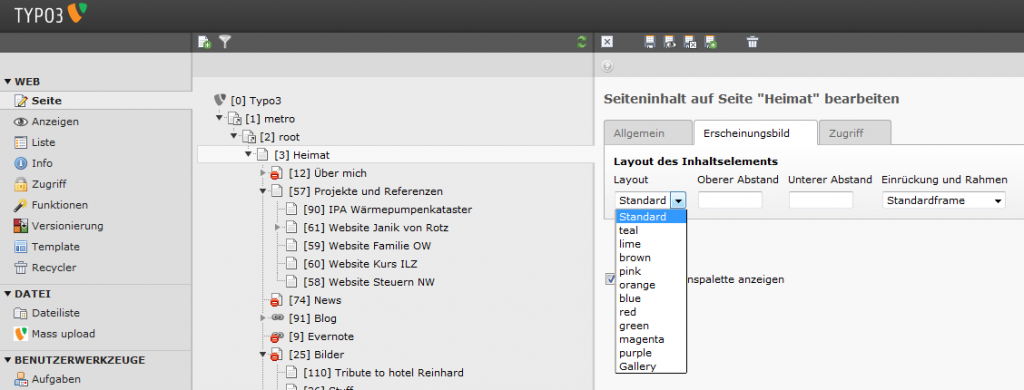 TYPO3
WEB
Seite
Anzeigen
Liste
Info
Zugriff
Funktionen
Versionierung
Template
Recycler
DATEI
Dateiliste
Mass upload
BENUTZERWERKZEUGE
Aufgaben
[0] Typo3
[1] metro
[2] root
[3] Heimat
[12] Über mich
[57] Projekte und Referenzen
[90] IPA Wärmepumpenkataster
[61] Website Janik von Rotz
[59] Website Familie OW
[60] Website Kurs ILZ
[58] Website Steuern NW
[74] News
[91] Blog
[9] Evernote
[25] Bilder
[110] Tribute to hotel Reinhard
Seiteninhalt auf Seite "Heimat" bearbeiten
Allgemein Erscheinungsbild Zugriff
Layout des Inhaltselements
Layout Oberer Abstand Unterer Abstand Einrückung und Rahmen
Standard Standardframe
Standard
teal
lime
brown
pink
orange
blue
red
green
magenta
purple
Gallery
nspalette anzeigen